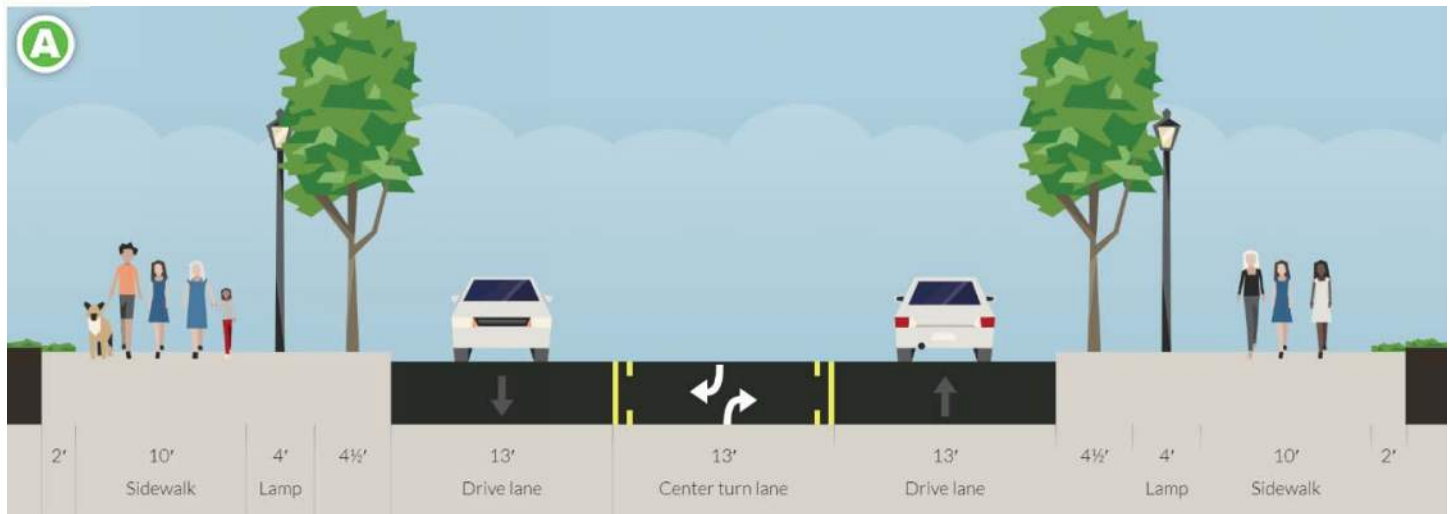 A
2' 10' 4' 4½' 13' 13' 13' 4½' 4' 10' 2'
Sidewalk Lamp Drive lane Center turn lane Drive lane Lamp Sidewalk